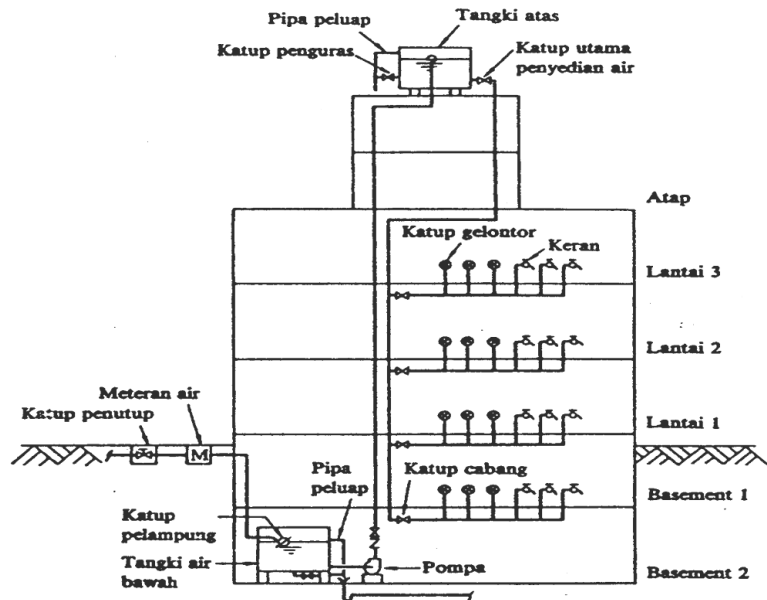 Pipa peluap
Tangki atas
Katup penguras
Katup utama
penyedian air
Atap
Katup gelontor
Keran
Lantai 3
Lantai 2
Meteran air
Katup penutup
Lantai 1
M
Pipa
peluap
Katup cabang
Basement 1
Katup
pelampung
Tangki air
bawah
Pompa
Basement 2